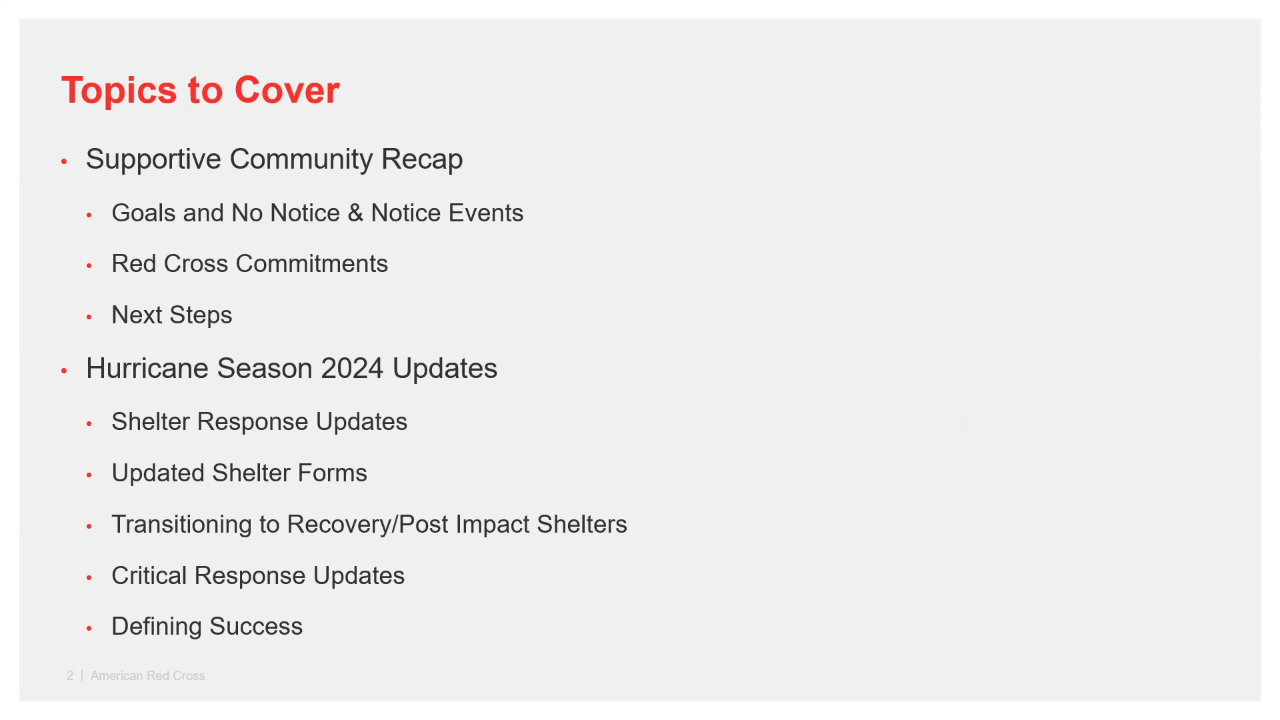 Topics to Cover
• Supportive Community Recap
• Goals and No Notice & Notice Events
• Red Cross Commitments
• Next Steps
• Hurricane Season 2024 Updates
• Shelter Response Updates
• Updated Shelter Forms
• Transitioning to Recovery/Post Impact Shelters
• Critical Response Updates
• Defining Success
2 | American Red Cross